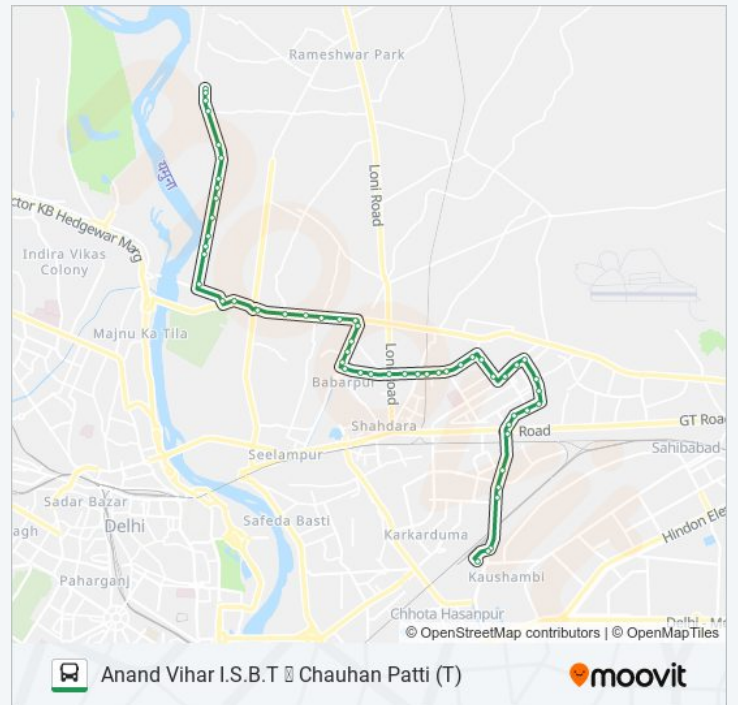 Rameshwar Park
Loni Road
ctor KB Hedgewar Marg
Indira Vikas
Colony
Majnu Ka Tila
Loni Road
Babarpur
Shahdara
GT Roa
Road
Seelampur
Sahibabad
Sadar Bazar
Delhi
Safeda Basti
Hindon Ele
agh
Karkarduma
Paharganj
Kaushambi
Chhota Hasanpur
Delhi - M
© OpenStreetMap contributors | © OpenMapTiles
Anand Vihar I.S.B.T ▯ Chauhan Patti (T)
moovit